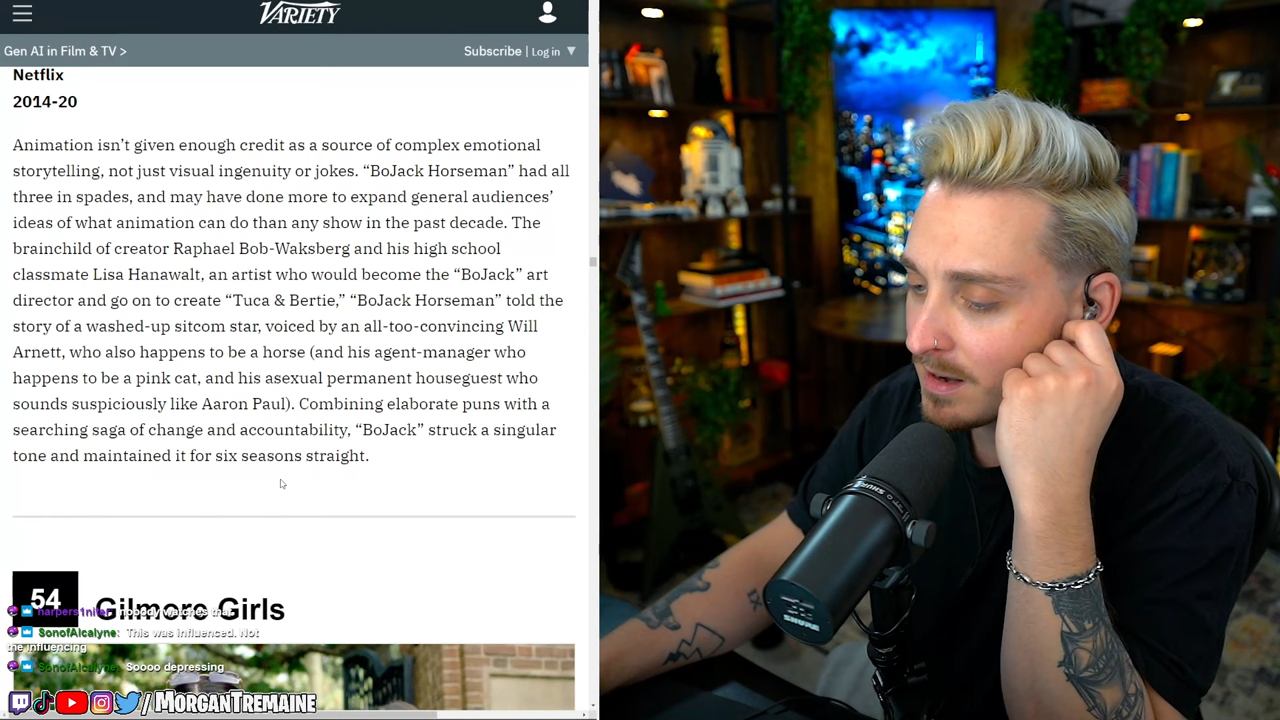 VARIETY
Gen AI in Film & TV >
Subscribe | Log in ▼
Netflix
2014-20
Animation isn’t given enough credit as a source of complex emotional
storytelling, not just visual ingenuity or jokes. “BoJack Horseman” had all
three in spades, and may have done more to expand general audiences’
ideas of what animation can do than any show in the past decade. The
brainchild of creator Raphael Bob-Waksberg and his high school
classmate Lisa Hanawalt, an artist who would become the “BoJack” art
director and go on to create “Tuca & Bertie,” “BoJack Horseman” told the
story of a washed-up sitcom star, voiced by an all-too-convincing Will
Arnett, who also happens to be a horse (and his agent-manager who
happens to be a pink cat, and his asexual permanent houseguest who
sounds suspiciously like Aaron Paul). Combining elaborate puns with a
searching saga of change and accountability, “BoJack” struck a singular
tone and maintained it for six seasons straight.
54
Gilmore Girls
nobody watches that
SonofAlcalyne: This was influenced. Not
the influencing
SonofAlcalyne: Soooo depressing
/MorganTremaine
SHURE